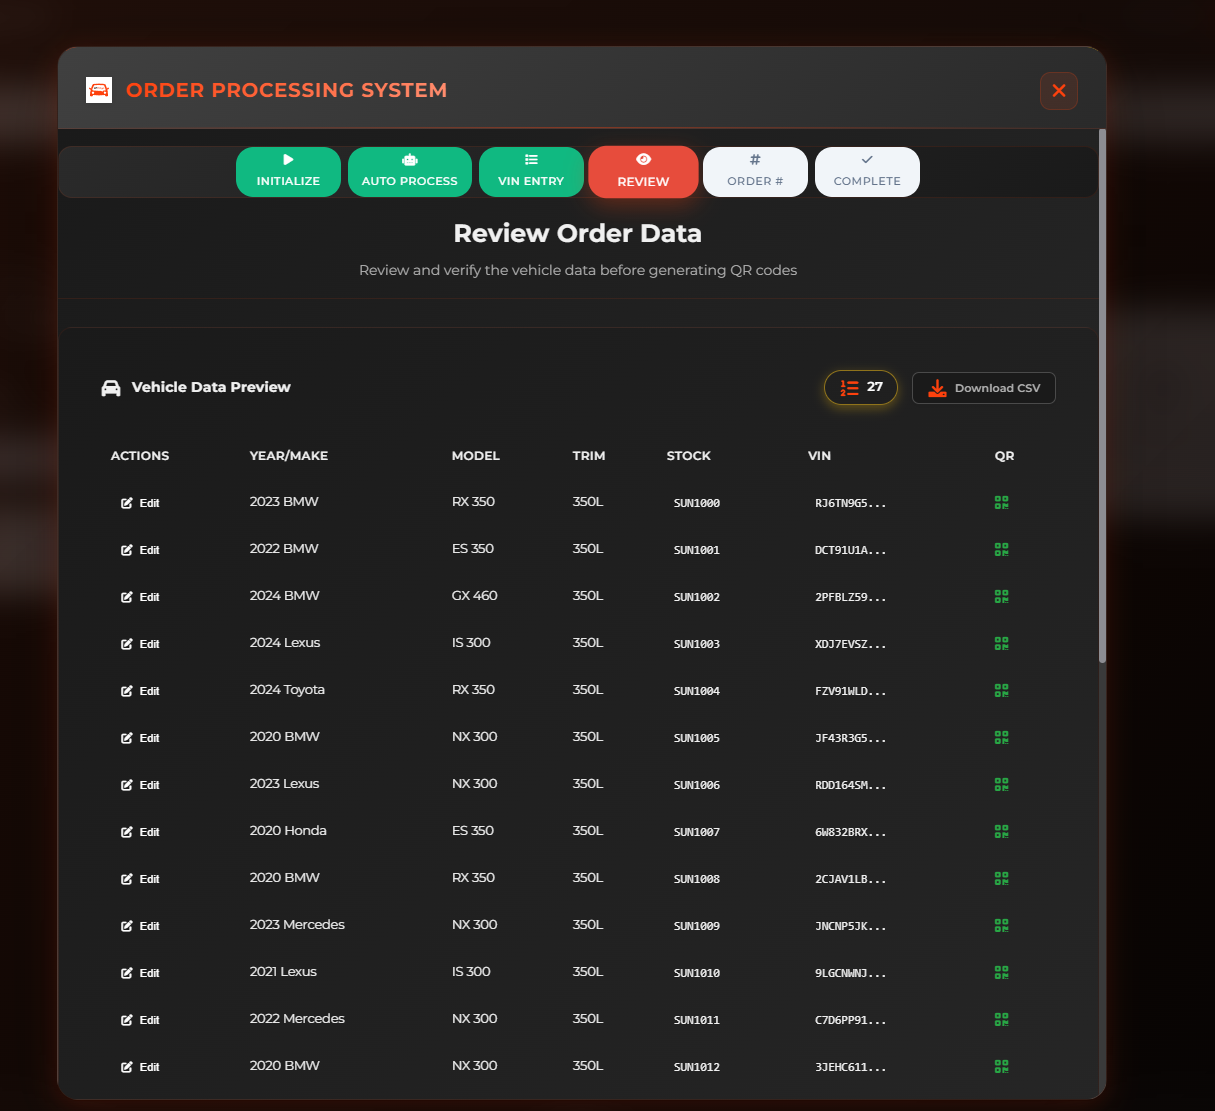 ORDER PROCESSING SYSTEM
INITIALIZE AUTO PROCESS VIN ENTRY REVIEW ORDER # COMPLETE
Review Order Data
Review and verify the vehicle data before generating QR codes
Vehicle Data Preview 27 Download CSV
ACTIONS YEAR/MAKE MODEL TRIM STOCK VIN QR
Edit 2023 BMW RX 350 350L SUN1000 RJ6TN9G5...
Edit 2022 BMW ES 350 350L SUN1001 DCT91U1A...
Edit 2024 BMW GX 460 350L SUN1002 2PFBLZ59...
Edit 2024 Lexus IS 300 350L SUN1003 XDJ7EVSZ...
Edit 2024 Toyota RX 350 350L SUN1004 FZV91WLD...
Edit 2020 BMW NX 300 350L SUN1005 JF43R3G5...
Edit 2023 Lexus NX 300 350L SUN1006 RDD164SM...
Edit 2020 Honda ES 350 350L SUN1007 6W832BRX...
Edit 2020 BMW RX 350 350L SUN1008 2CJAV1LB...
Edit 2023 Mercedes NX 300 350L SUN1009 JNCNP5JK...
Edit 2021 Lexus IS 300 350L SUN1010 9LGCNWNJ...
Edit 2022 Mercedes NX 300 350L SUN1011 C7D6PP91...
Edit 2020 BMW NX 300 350L SUN1012 3JEHC611...